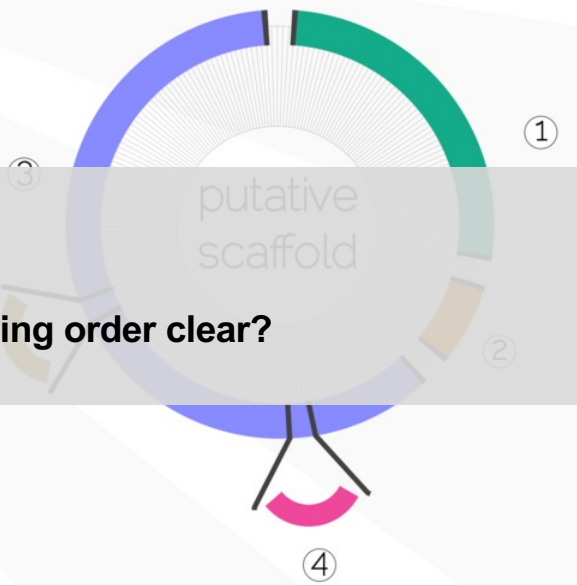 ①
③
putative
scaffold
ing order clear?
②
④